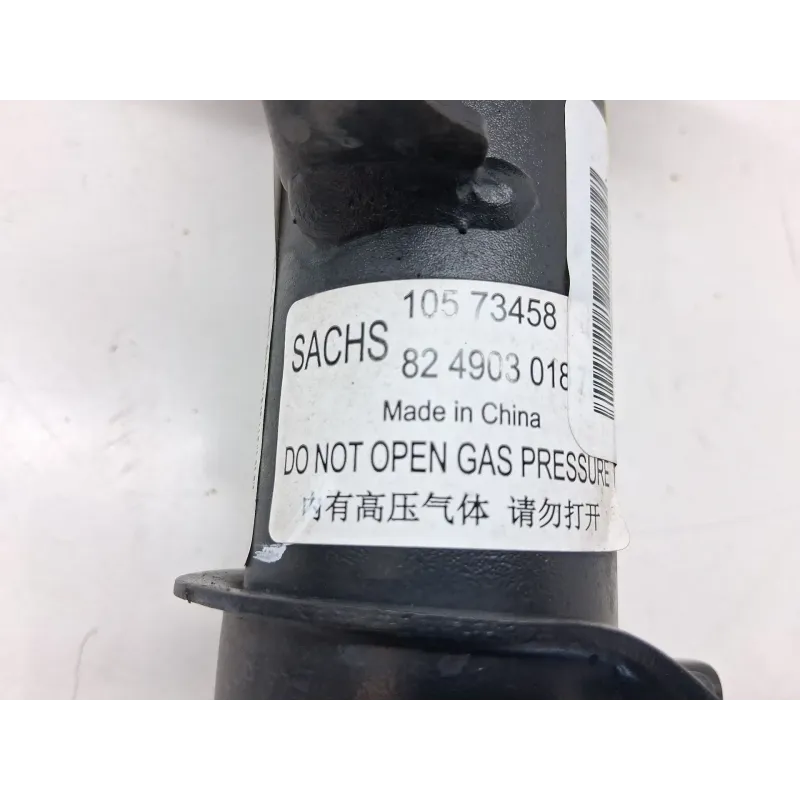 105 73458
SACHS
82 4903 018
Made in China
DO NOT OPEN GAS PRESSURE
内有高压气体 请勿打开